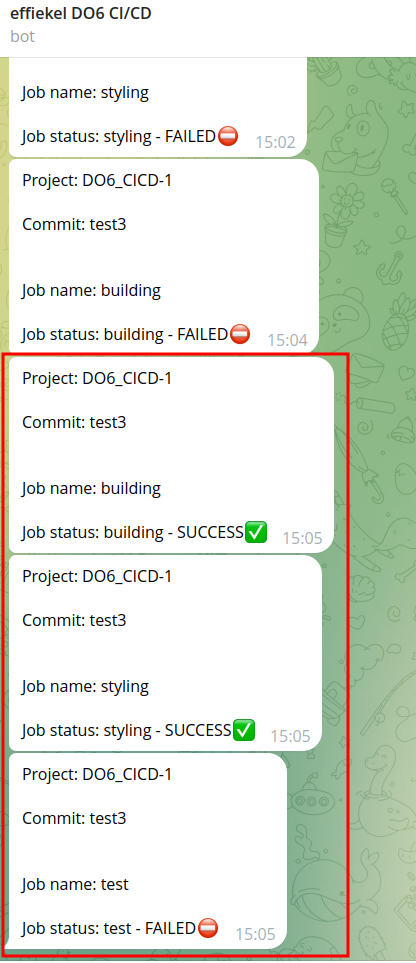 effiekel DO6 CI/CD
bot
Job name: styling
Job status: styling - FAILED⛔ 15:02
Project: DO6_CICD-1
Commit: test3
Job name: building
Job status: building - FAILED⛔ 15:04
Project: DO6_CICD-1
Commit: test3
Job name: building
Job status: building - SUCCESS✅ 15:05
Project: DO6_CICD-1
Commit: test3
Job name: styling
Job status: styling - SUCCESS✅ 15:05
Project: DO6_CICD-1
Commit: test3
Job name: test
Job status: test - FAILED⛔ 15:05